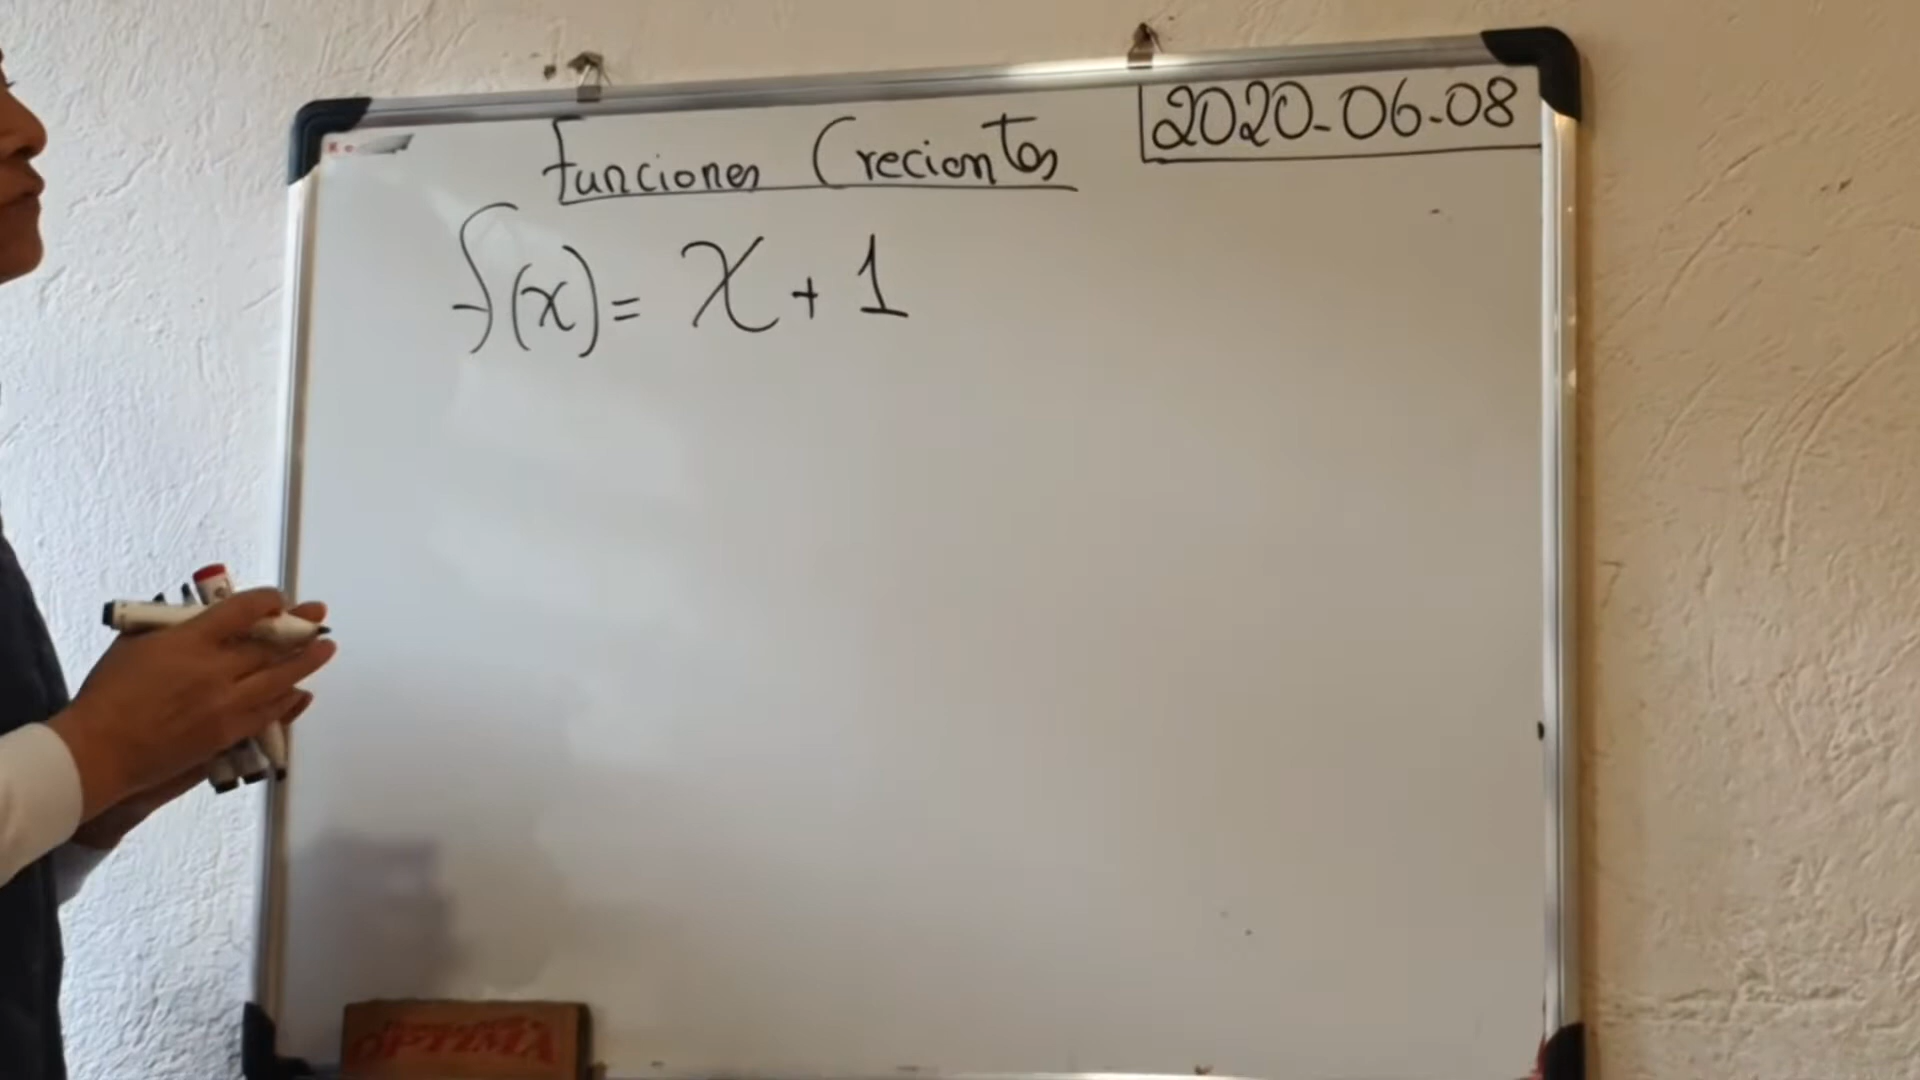 Funciones Crecientes
2020-06-08
f(x) = x + 1